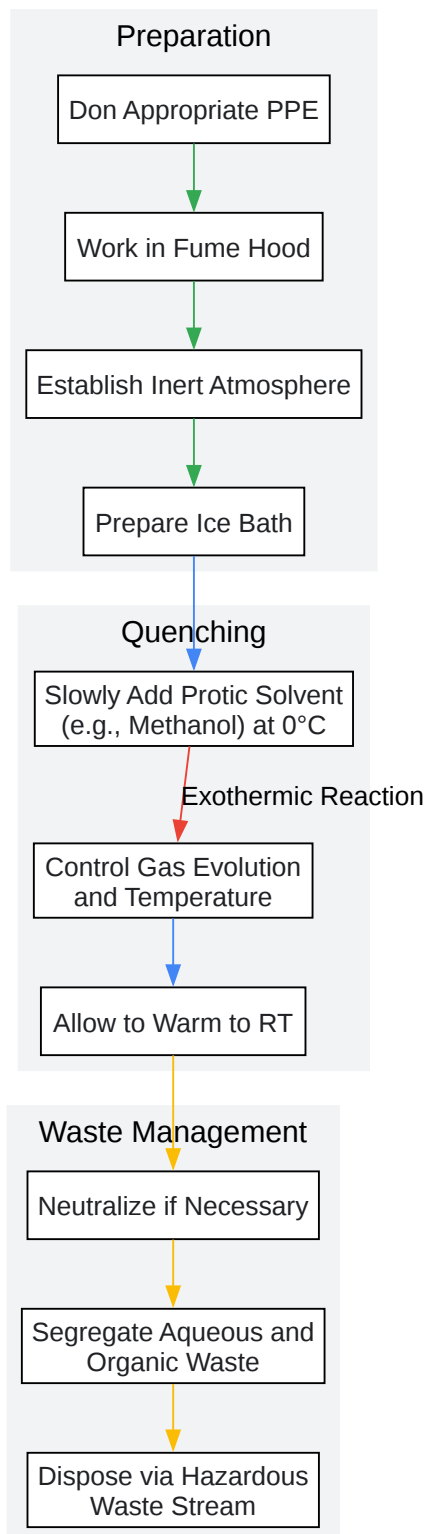 Preparation
Don Appropriate PPE
Work in Fume Hood
Establish Inert Atmosphere
Prepare Ice Bath
Quenching
Slowly Add Protic Solvent
(e.g., Methanol) at 0°C
Exothermic Reaction
Control Gas Evolution
and Temperature
Allow to Warm to RT
Waste Management
Neutralize if Necessary
Segregate Aqueous and
Organic Waste
Dispose via Hazardous
Waste Stream